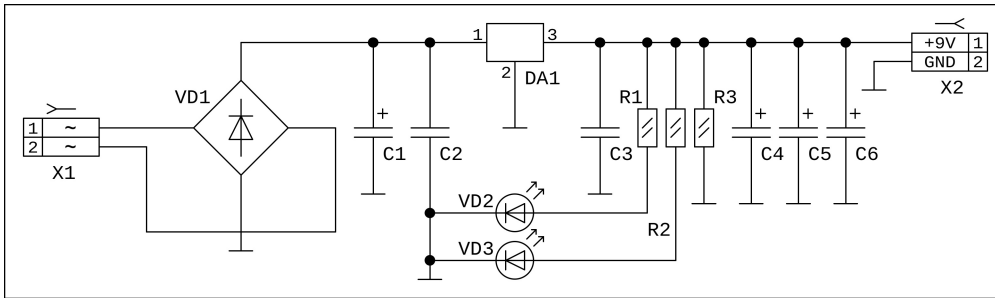 1 3
2 DA1
+9V 1
GND 2
X2
VD1
R1 R3
1 ~
2 ~
X1
+ + + +
C1 C2 C3 C4 C5 C6
VD2
R2
VD3